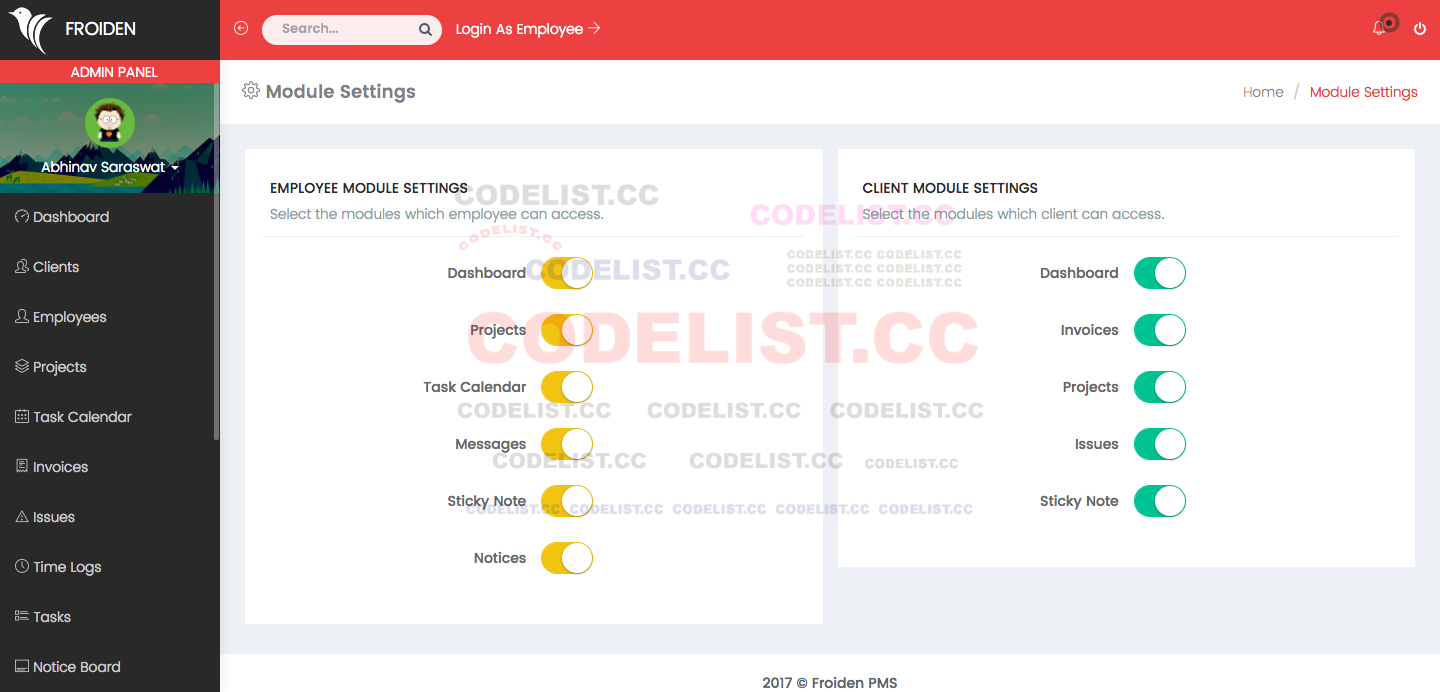 FROIDEN
Search...
Login As Employee
ADMIN PANEL
Abhinav Saraswat
Dashboard
Clients
Employees
Projects
Task Calendar
Invoices
Issues
Time Logs
Tasks
Notice Board
Module Settings
Home / Module Settings
EMPLOYEE MODULE SETTINGS
Select the modules which employee can access.
Dashboard
Projects
Task Calendar
Messages
Sticky Note
Notices
CLIENT MODULE SETTINGS
Select the modules which client can access.
Dashboard
Invoices
Projects
Issues
Sticky Note
CODELIST.CC
CODELIST.CC
CODELIST.CC
CODELIST.CC
CODELIST.CC CODELIST.CC
CODELIST.CC CODELIST.CC
CODELIST.CC CODELIST.CC
CODELIST.CC
CODELIST.CC CODELIST.CC CODELIST.CC
CODELIST.CC CODELIST.CC CODELIST.CC
CODELIST.CC CODELIST.CC CODELIST.CC CODELIST.CC CODELIST.CC
2017 © Froiden PMS